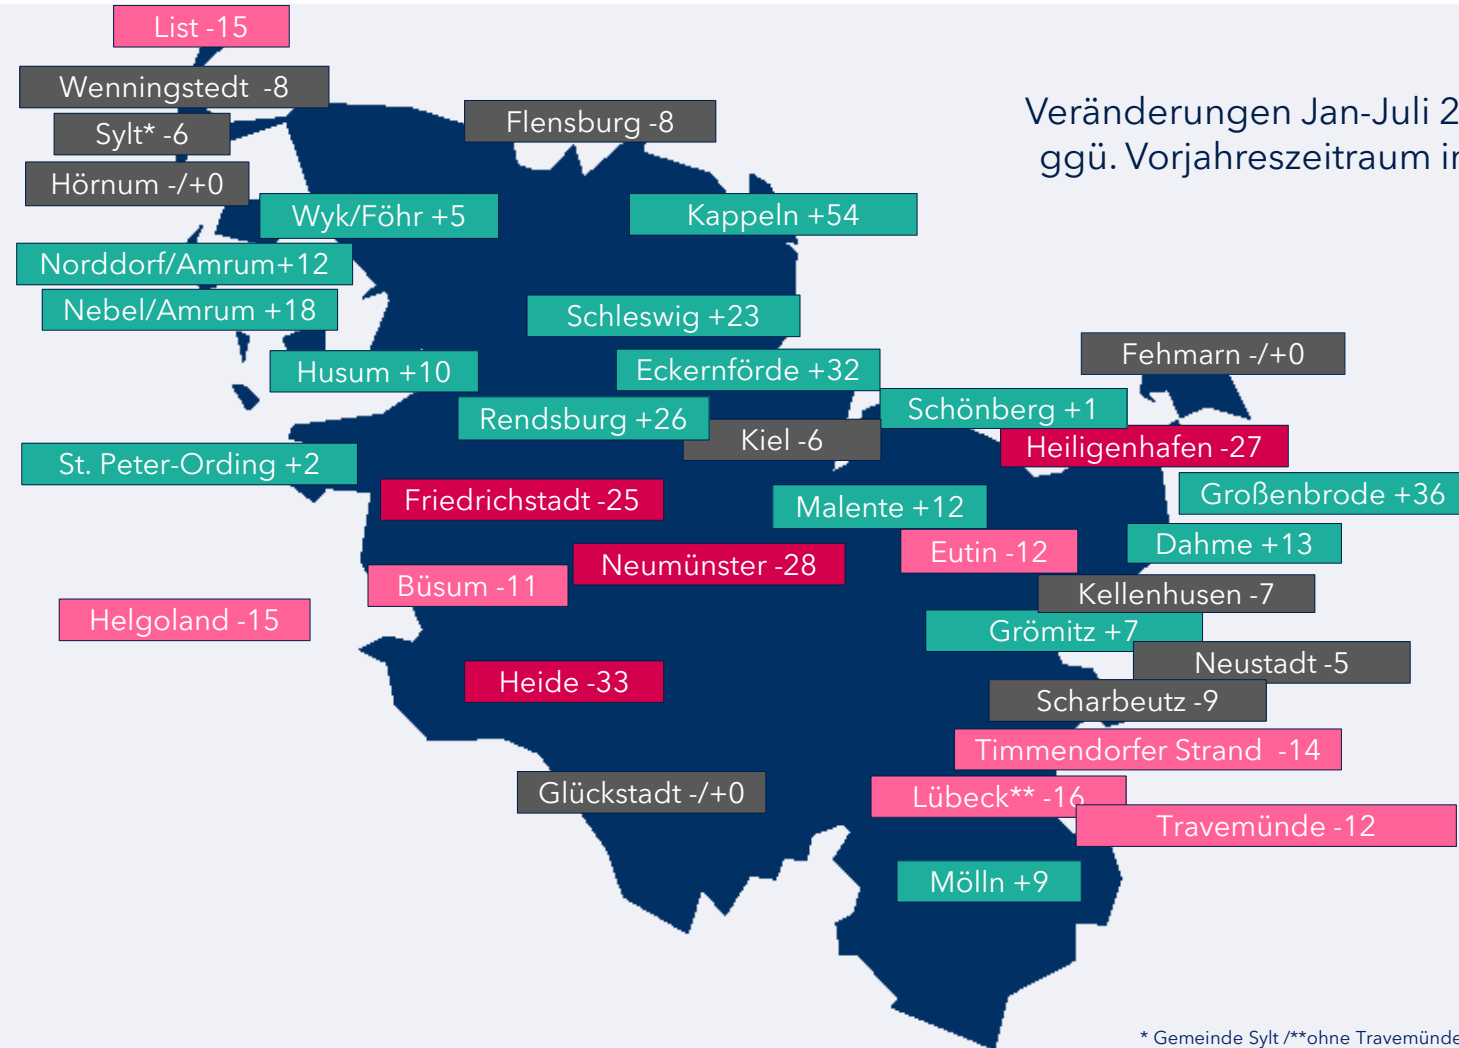 List -15
Wenningstedt -8
Sylt* -6
Hörnum -/+0
Flensburg -8
Veränderungen Jan-Juli 2
ggü. Vorjahreszeitraum in
Wyk/Föhr +5
Kappeln +54
Norddorf/Amrum+12
Nebel/Amrum +18
Schleswig +23
Fehmarn -/+0
Husum +10
Eckernförde +32
Rendsburg +26
Schönberg +1
Kiel -6
Heiligenhafen -27
St. Peter-Ording +2
Friedrichstadt -25
Malente +12
Großenbrode +36
Neumünster -28
Eutin -12
Dahme +13
Büsum -11
Kellenhusen -7
Helgoland -15
Grömitz +7
Neustadt -5
Heide -33
Scharbeutz -9
Timmendorfer Strand -14
Glückstadt -/+0
Lübeck** -16
Travemünde -12
Mölln +9
* Gemeinde Sylt /**ohne Travemünde